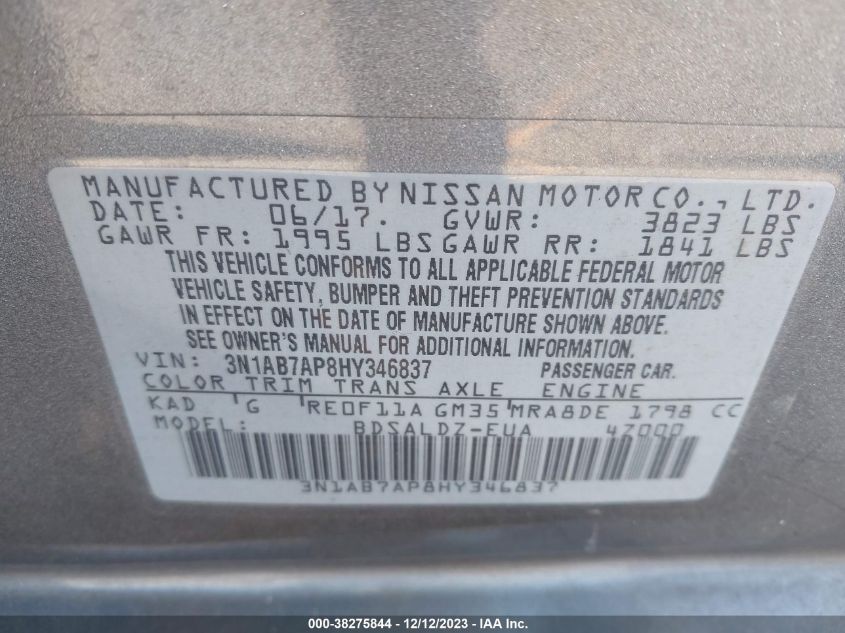 MANUFACTURED BY NISSAN MOTOR CO., LTD.
DATE: 06/17. GVWR: 3823 LBS
GAWR FR: 1995 LBS GAWR RR: 1841 LBS
THIS VEHICLE CONFORMS TO ALL APPLICABLE FEDERAL MOTOR
VEHICLE SAFETY, BUMPER AND THEFT PREVENTION STANDARDS
IN EFFECT ON THE DATE OF MANUFACTURE SHOWN ABOVE.
SEE OWNER'S MANUAL FOR ADDITIONAL INFORMATION.
VIN: 3N1AB7AP8HY346837 PASSENGER CAR.
COLOR TRIM TRANS AXLE ENGINE
KAD G RE0F11A GM35 MRA8DE 1798 CC
MODEL: BDSALDZ-EUA 47000
3N1AB7AP8HY346837
000-38275844 - 12/12/2023 - IAA Inc.